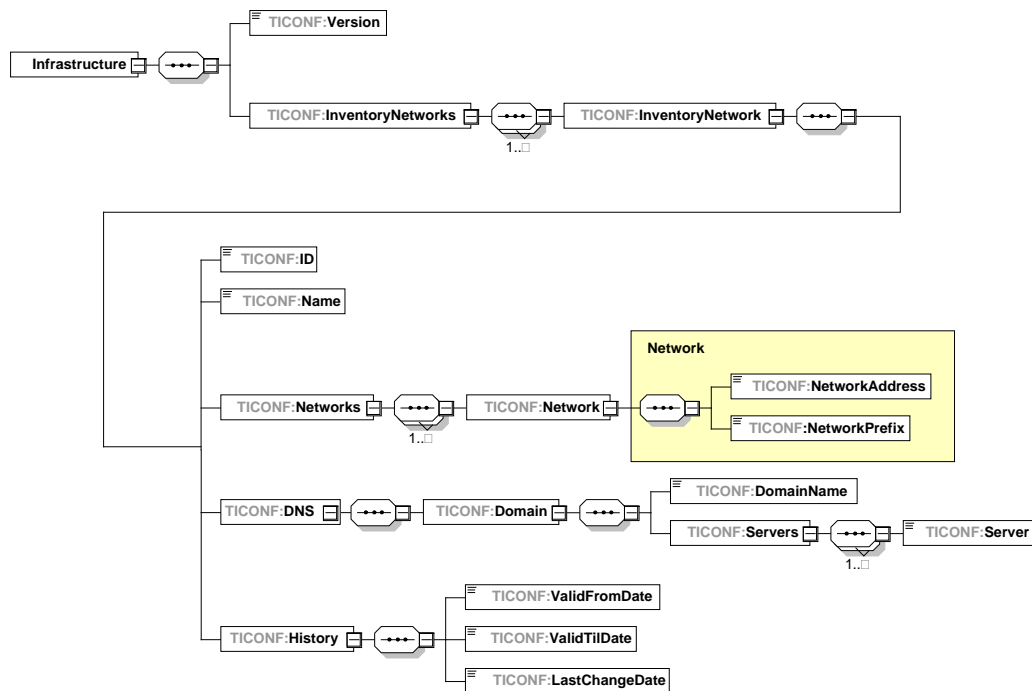 TICONF:Version
Infrastructure
TICONF:InventoryNetworks
TICONF:InventoryNetwork
1..□
TICONF:ID
TICONF:Name
Network
TICONF:NetworkAddress
TICONF:Networks
TICONF:Network
TICONF:NetworkPrefix
1..□
TICONF:DomainName
TICONF:DNS
TICONF:Domain
TICONF:Servers
TICONF:Server
1..□
TICONF:ValidFromDate
TICONF:History
TICONF:ValidTilDate
TICONF:LastChangeDate